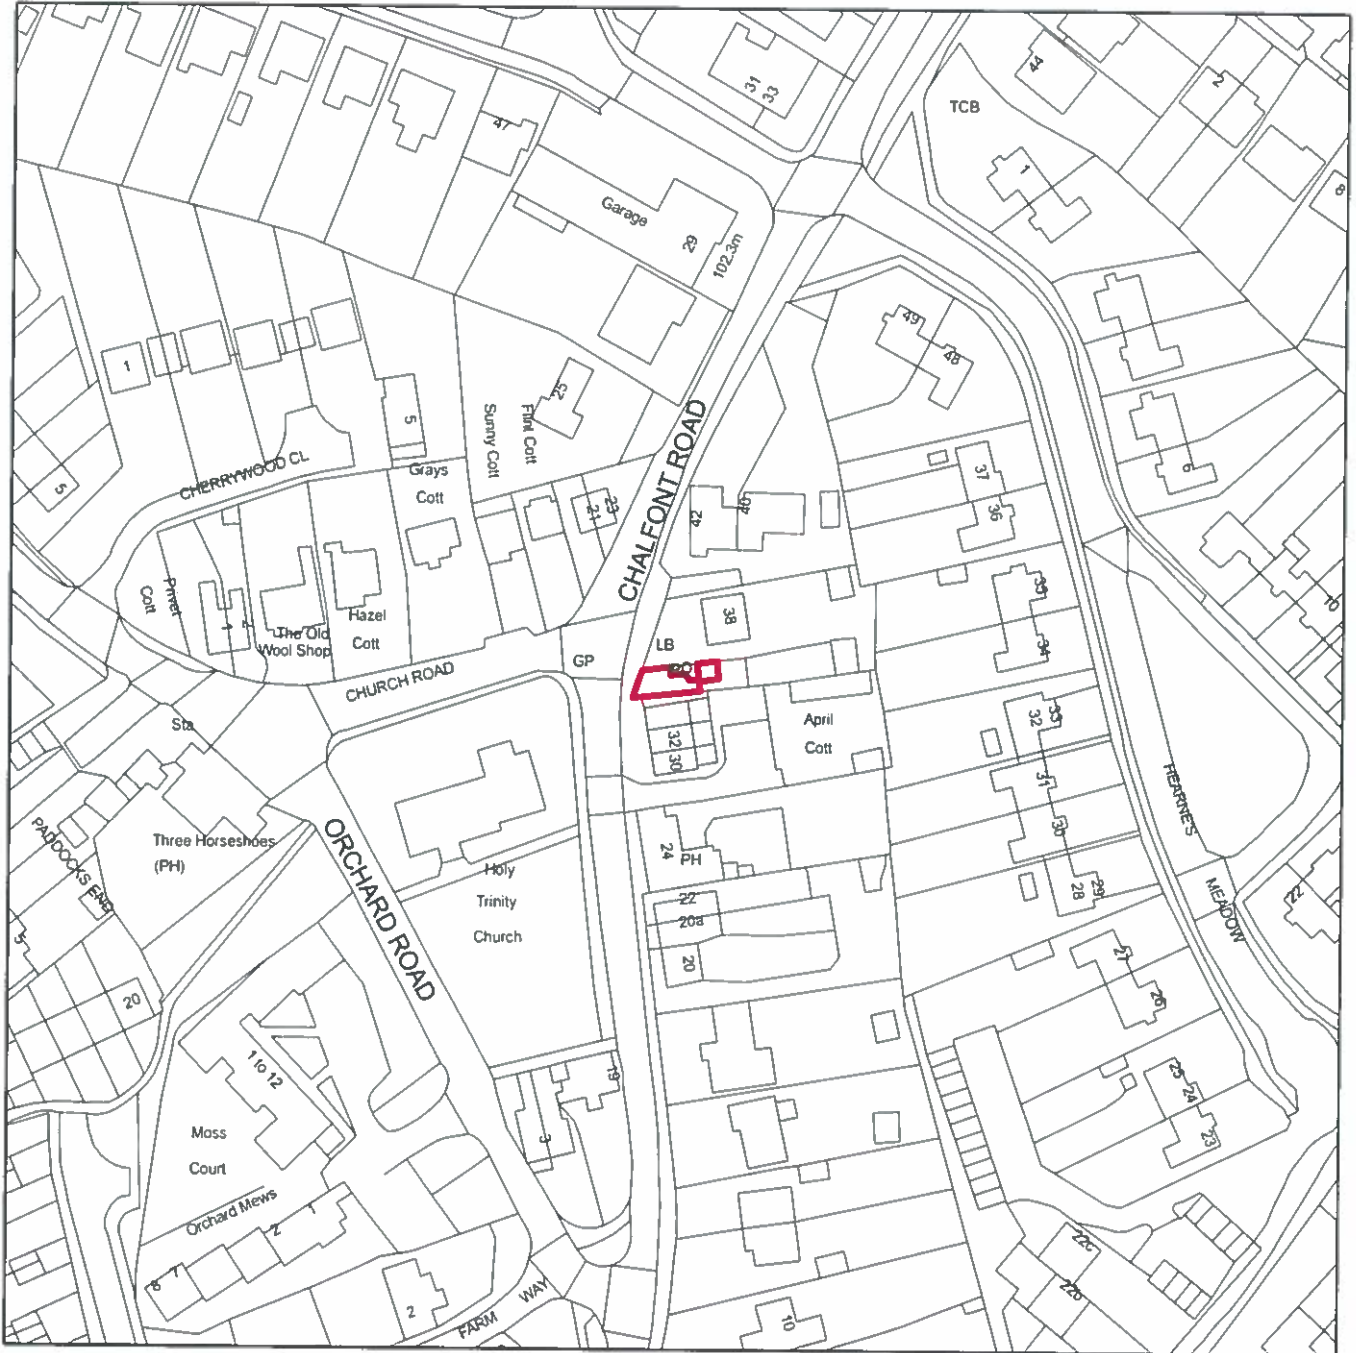 44
2
31
33
TCB
47
1
8
Garage
29
102.3m
49
48
1
25
5
CHALFONT ROAD
Sunny Cott
Flint Cott
CHERRYWOOD CL
Grays
Cott
5
37
6
42
40
36
21
23
Privet
Cott
1
The Old
Wool Shop
Hazel
Cott
38
35
34
10
LB
GP
PO
CHURCH ROAD
Sta
April
Cott
32
33
32
30
31
30
HEARNES
MEADOW
PADDOCKS END
Three Horseshoes
(PH)
ORCHARD ROAD
24
PH
Holy
Trinity
Church
22
20a
20
28
29
22
5
20
27
26
1 to 12
19
3
25
24
23
Moss
Court
Orchard Mews
1
2
7
8
22c
22b
2
FARM WAY
10